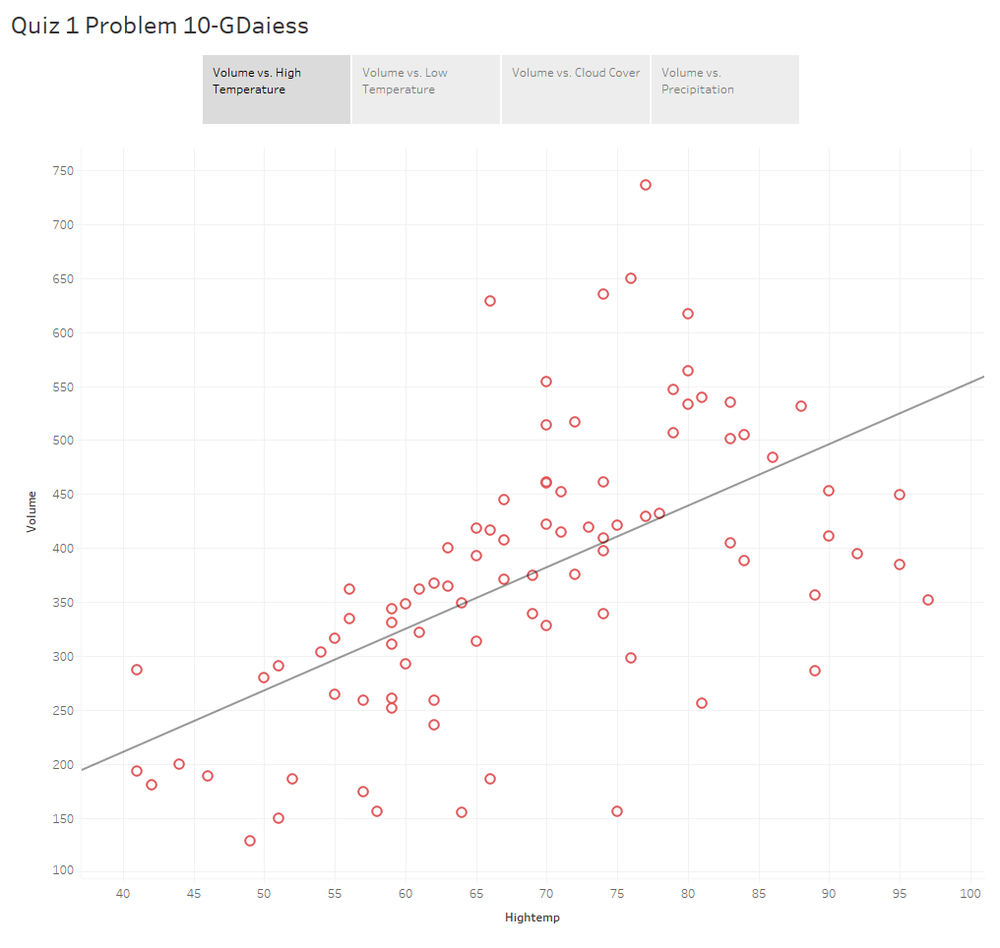 Quiz 1 Problem 10-GDaiess
Volume vs. High
Temperature
Volume vs. Low
Temperature
Volume vs. Cloud Cover
Volume vs.
Precipitation
750
700
650
600
550
500
450
400
350
300
250
200
150
100
Volume
40 45 50 55 60 65 70 75 80 85 90 95 100
Hightemp